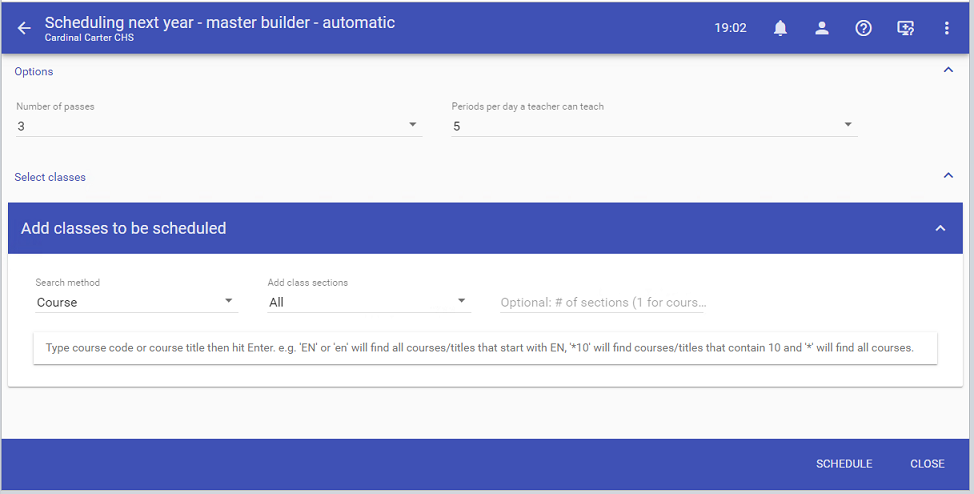 Scheduling next year - master builder - automatic
Cardinal Carter CHS
19:02
Options
Number of passes
Periods per day a teacher can teach
3
5
Select classes
Add classes to be scheduled
Search method
Add class sections
Course
All
Optional: # of sections (1 for cours...
Type course code or course title then hit Enter. e.g. 'EN' or 'en' will find all courses/titles that start with EN, '*10' will find courses/titles that contain 10 and '*' will find all courses.
SCHEDULE
CLOSE